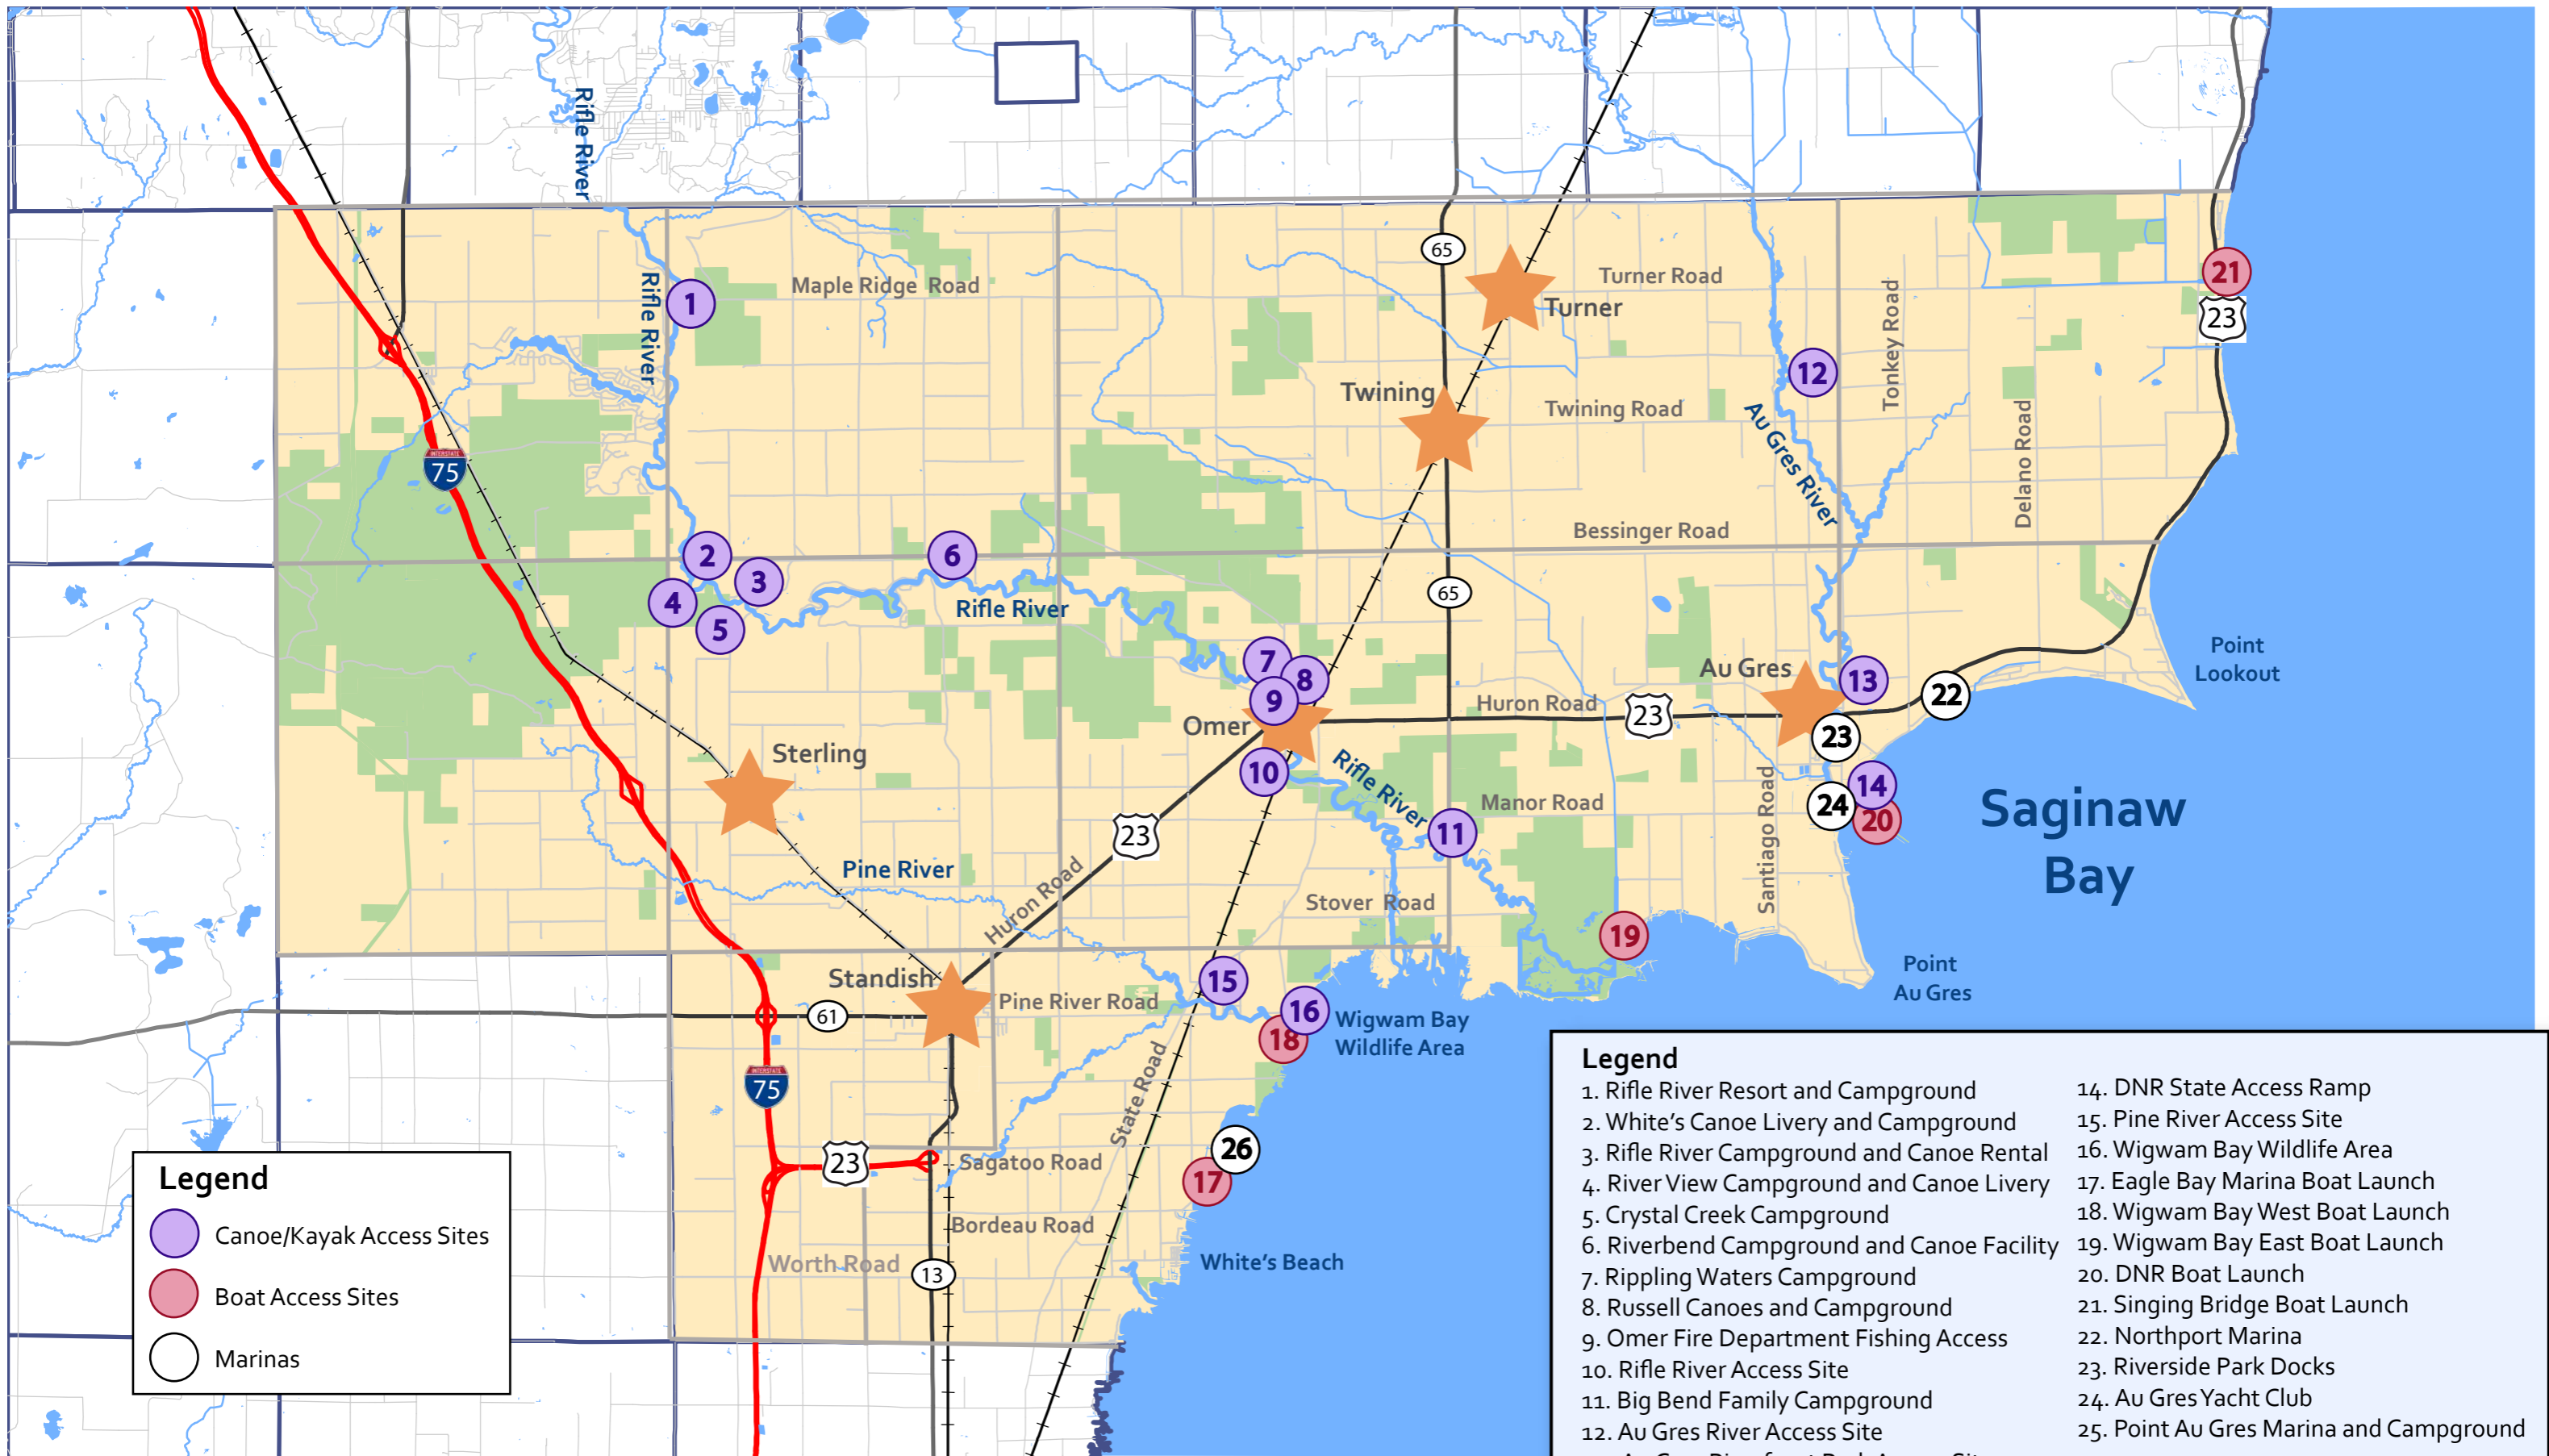 Rifle River
65
Turner Road
Turner
21
23
Maple Ridge Road
Rifle River
1
Tonkey Road
12
Twining
Twining Road
Au Gres River
Delano Road
INTERSTATE
75
Bessinger Road
2
3
6
4
5
Rifle River
65
Point
Lookout
7
8
9
Au Gres
13
22
Huron Road
23
23
Omer
Sterling
10
Rifle River
Manor Road
11
Santiago Road
14
24
20
Saginaw
Bay
23
Pine River
Huron Road
Stover Road
19
Standish
15
Pine River Road
16
18
Wigwam Bay
Wildlife Area
Point
Au Gres
61
INTERSTATE
75
State Road
26
17
23
Sagatoo Road
Bordeau Road
Worth Road
13
White's Beach
Legend
Canoe/Kayak Access Sites
Boat Access Sites
Marinas
Legend
1. Rifle River Resort and Campground
2. White's Canoe Livery and Campground
3. Rifle River Campground and Canoe Rental
4. River View Campground and Canoe Livery
5. Crystal Creek Campground
6. Riverbend Campground and Canoe Facility
7. Rippling Waters Campground
8. Russell Canoes and Campground
9. Omer Fire Department Fishing Access
10. Rifle River Access Site
11. Big Bend Family Campground
12. Au Gres River Access Site
14. DNR State Access Ramp
15. Pine River Access Site
16. Wigwam Bay Wildlife Area
17. Eagle Bay Marina Boat Launch
18. Wigwam Bay West Boat Launch
19. Wigwam Bay East Boat Launch
20. DNR Boat Launch
21. Singing Bridge Boat Launch
22. Northport Marina
23. Riverside Park Docks
24. Au Gres Yacht Club
25. Point Au Gres Marina and Campground